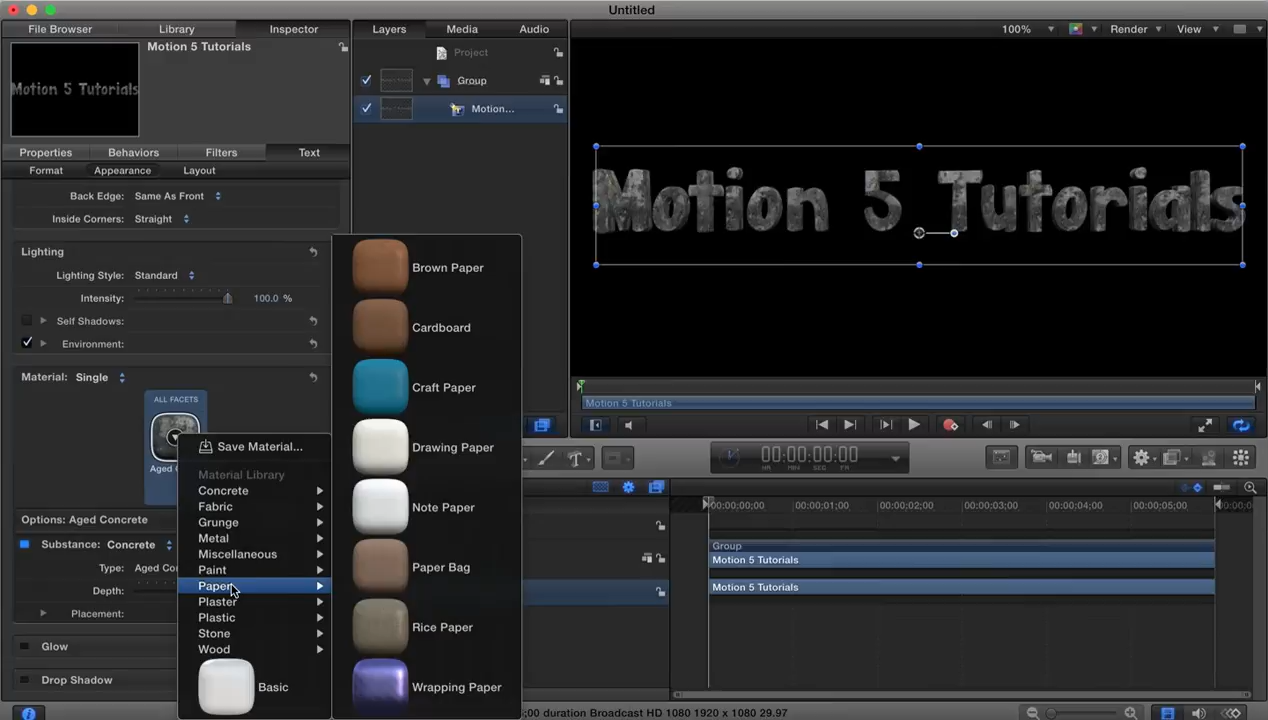 Untitled
File Browser
Library
Inspector
Layers
Media
Audio
100%
Render
View
Motion 5 Tutorials
Project
Group
Motion...
Motion 5 Tutorials
Motion 5 Tutorials
Properties
Behaviors
Filters
Text
Format
Appearance
Layout
Back Edge: Same As Front
Inside Corners: Straight
Lighting
Lighting Style: Standard
Intensity: 100.0 %
Self Shadows:
Environment:
Material: Single
ALL FACETS
Aged C
Options: Aged Concrete
Substance: Concrete
Type: Aged Co
Depth:
Placement:
Glow
Drop Shadow
Save Material...
Material Library
Concrete
Fabric
Grunge
Metal
Miscellaneous
Paint
Paper
Plaster
Plastic
Stone
Wood
Basic
Brown Paper
Cardboard
Craft Paper
Drawing Paper
Note Paper
Paper Bag
Rice Paper
Wrapping Paper
Motion 5 Tutorials
00:00:00:00
HR MIN SEC FR
00:00:00;00
00:00:01;00
00:00:02;00
00:00:03;00
00:00:04;00
00:00:05;00
Group
Motion 5 Tutorials
Motion 5 Tutorials
;00 duration Broadcast HD 1080 1920 x 1080 29.97